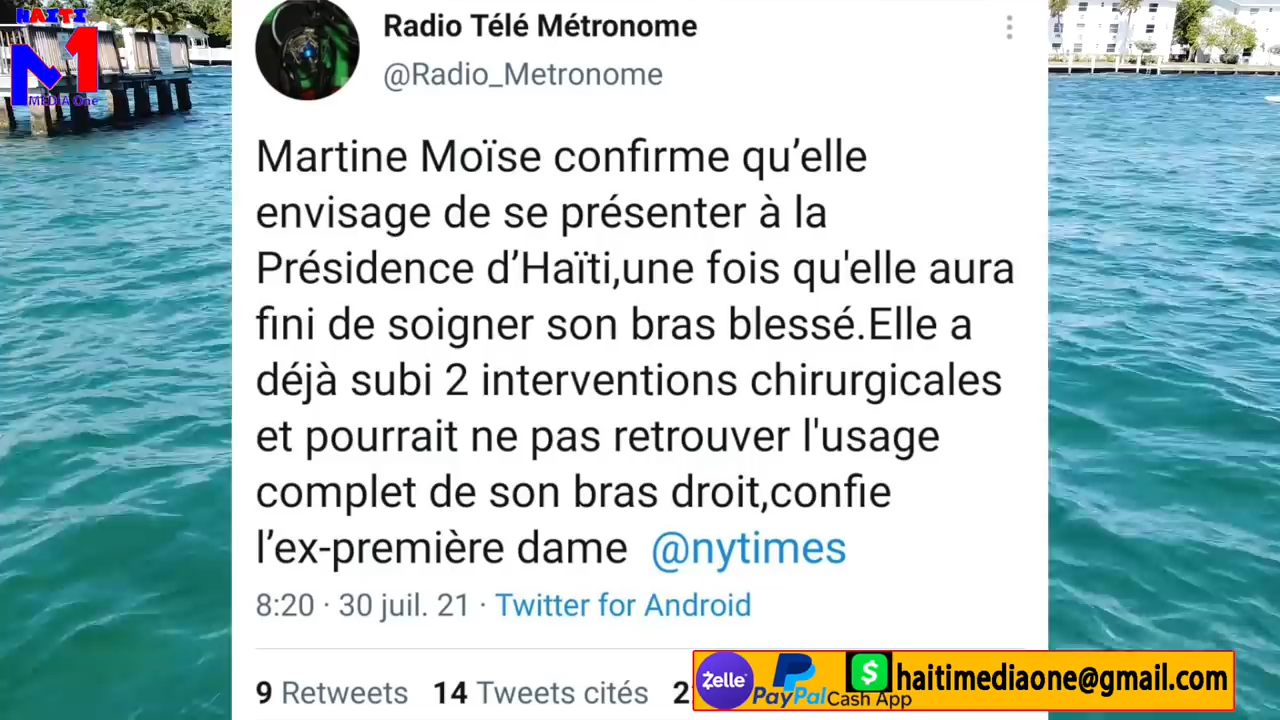 HAITI
M1
MEDIA One
Radio Télé Métronome
@Radio_Metronome
Martine Moïse confirme qu’elle
envisage de se présenter à la
Présidence d’Haïti,une fois qu'elle aura
fini de soigner son bras blessé.Elle a
déjà subi 2 interventions chirurgicales
et pourrait ne pas retrouver l'usage
complet de son bras droit,confie
l’ex-première dame @nytimes
8:20 · 30 juil. 21 · Twitter for Android
9 Retweets 14 Tweets cités 2
Zelle PayPal $ Cash App haitimediaone@gmail.com